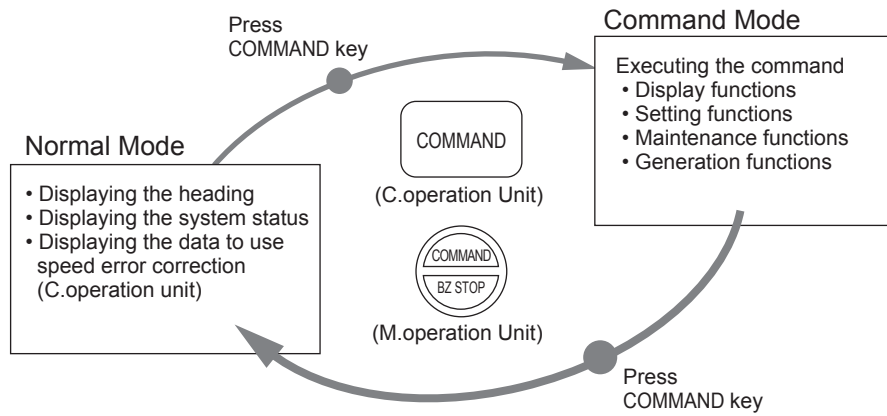 Press
COMMAND key
Command Mode
Executing the command
• Display functions
• Setting functions
• Maintenance functions
• Generation functions
COMMAND
(C.operation Unit)
Normal Mode
• Displaying the heading
• Displaying the system status
• Displaying the data to use
speed error correction
(C.operation unit)
COMMAND
BZ STOP
(M.operation Unit)
Press
COMMAND key